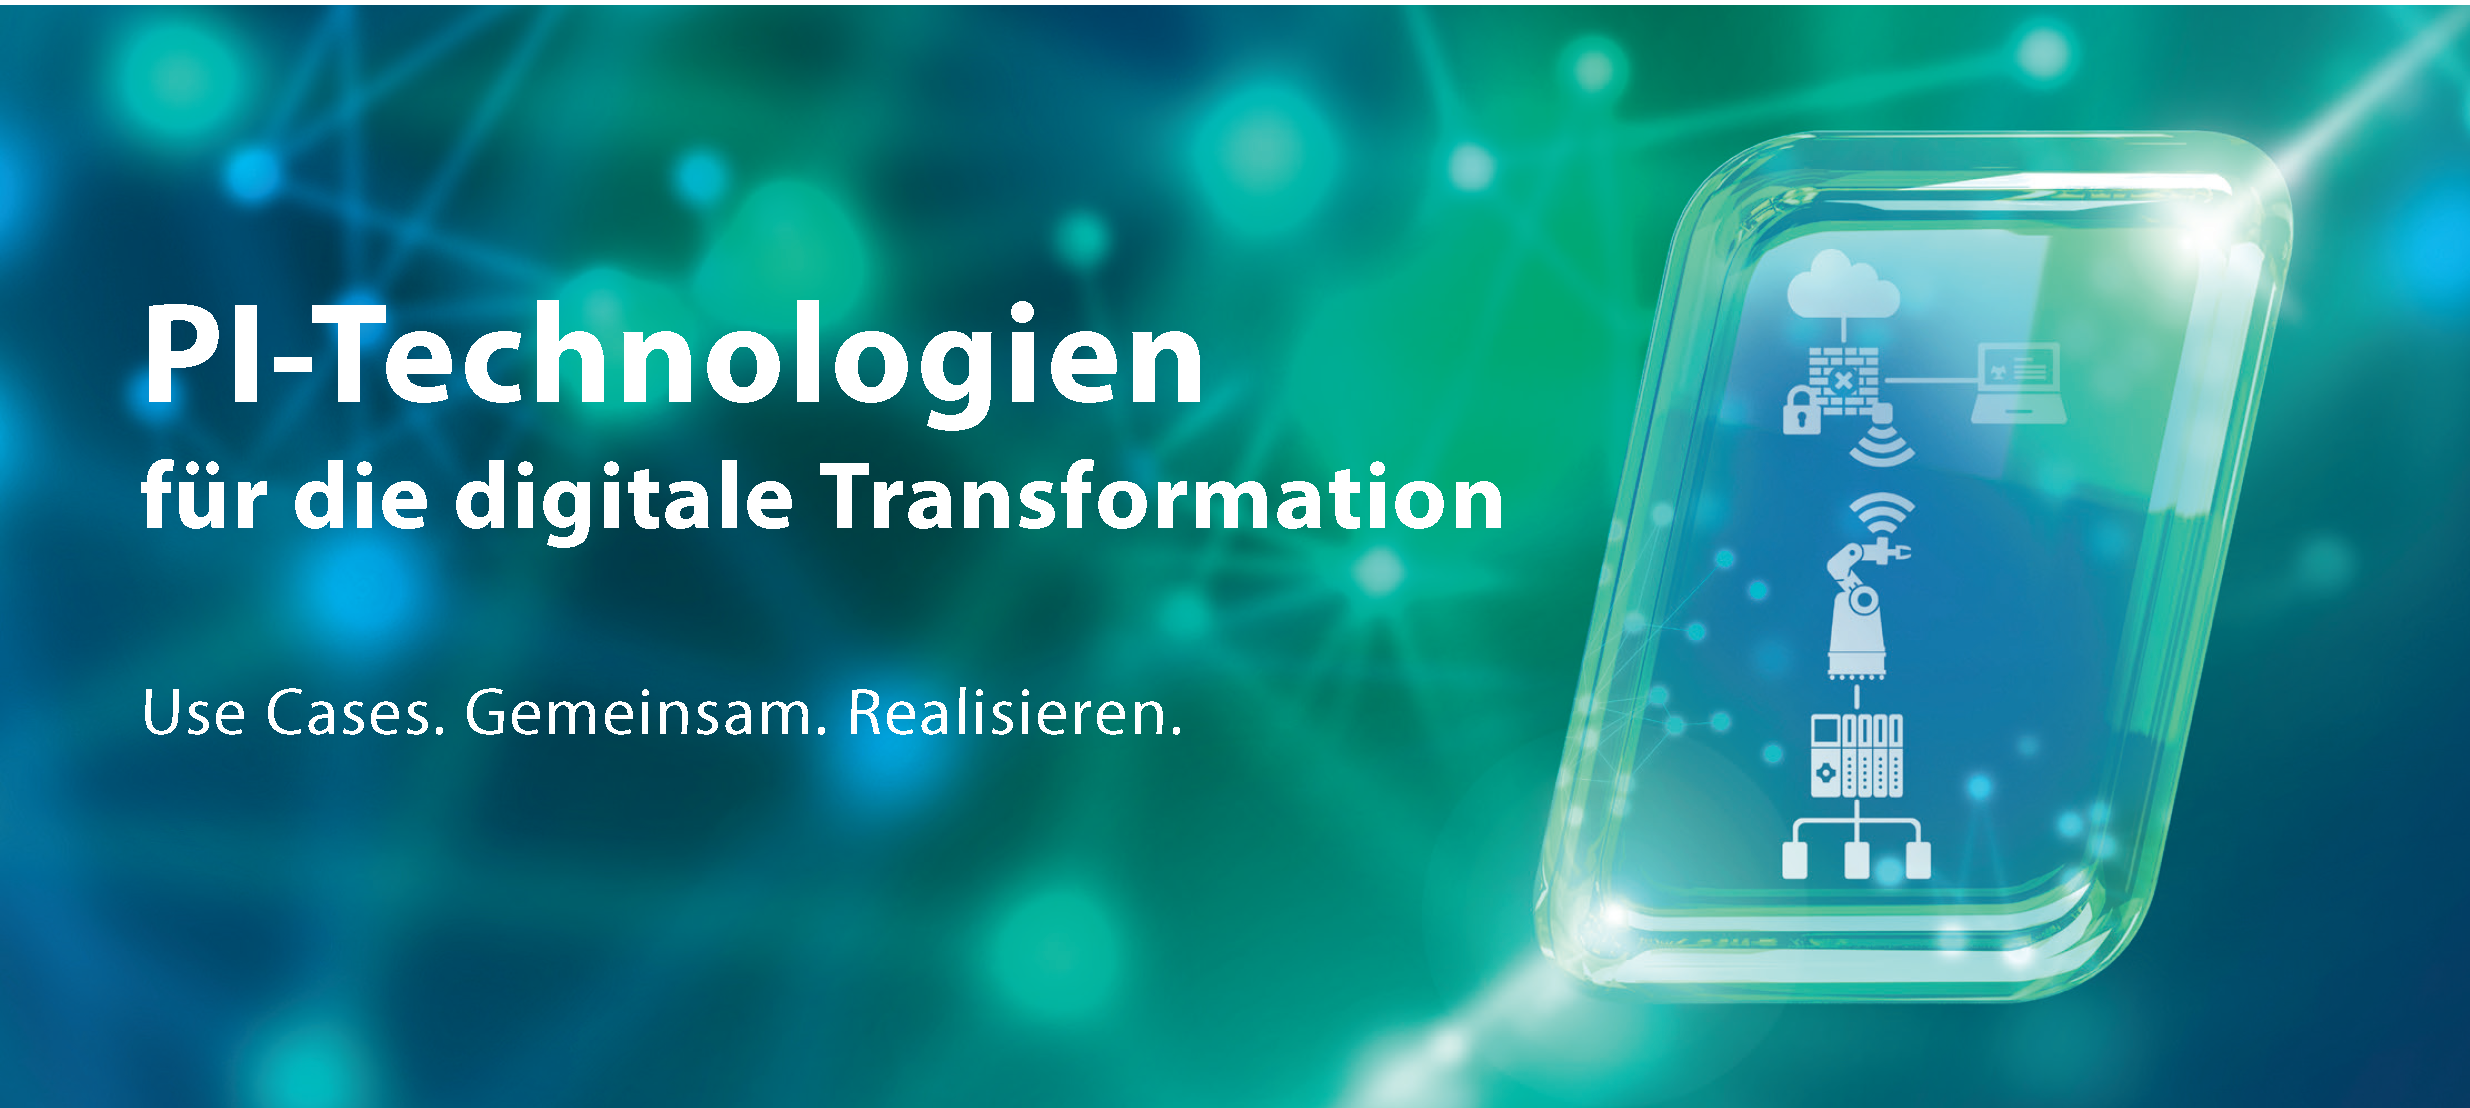 PI-Technologien
für die digitale Transformation
Use Cases. Gemeinsam. Realisieren.